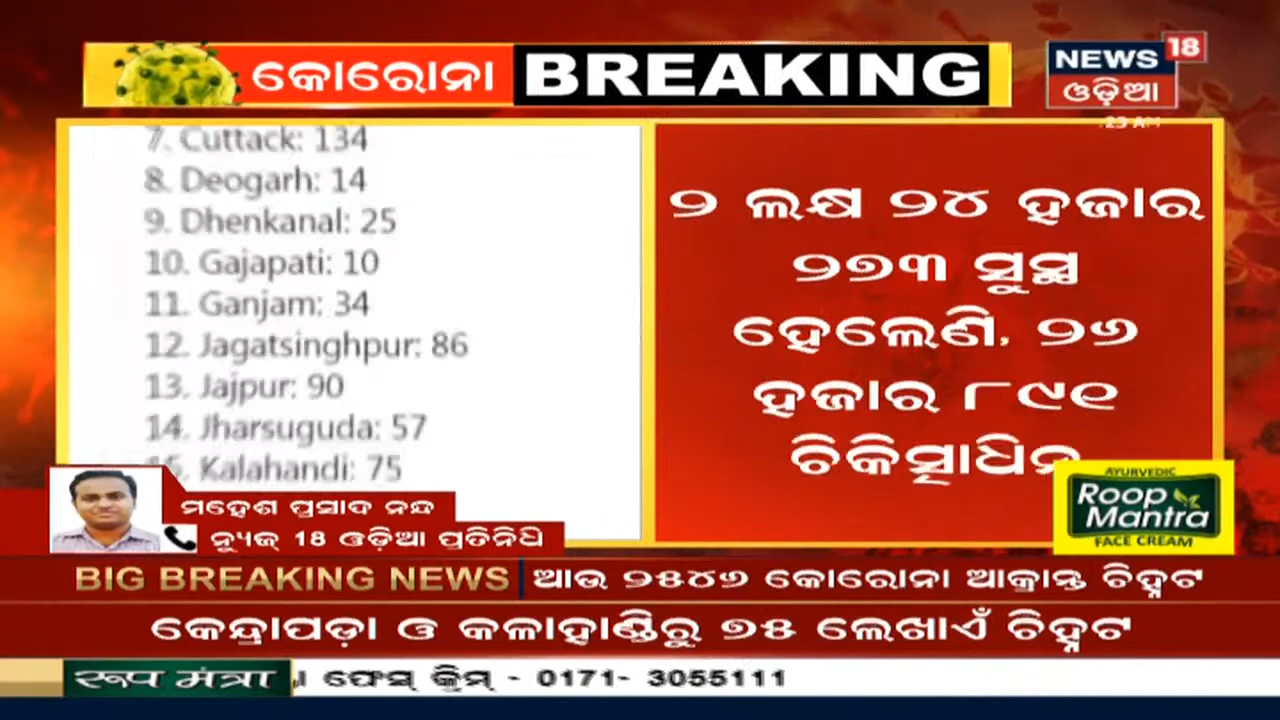 କୋରୋନା BREAKING
NEWS 18
ଓଡ଼ିଆ
7. Cuttack: 134
8. Deogarh: 14
9. Dhenkanal: 25
10. Gajapati: 10
11. Ganjam: 34
12. Jagatsinghpur: 86
13. Jajpur: 90
14. Jharsuguda: 57
Kalahandi: 75
୨ ଲକ୍ଷ ୨୪ ହଜାର
୨୭୩ ସୁସ୍ଥ
ହେଲେଣି, ୨୬
ହଜାର ୮୯୧
ଚିକିତ୍ସାଧିନ
AYURVEDIC
Roop
Mantra
FACE CREAM
ମହେଶ ପ୍ରସାଦ ନନ୍ଦ
ନ୍ୟୁଜ୍ 18 ଓଡ଼ିଆ ପ୍ରତିନିଧି
BIG BREAKING NEWS ଆଉ ୨୫୪୬ କୋରୋନା ଆକ୍ରାନ୍ତ ଚିହ୍ନଟ
କେନ୍ଦ୍ରାପଡ଼ା ଓ କଳାହାଣ୍ଡିରୁ ୭୫ ଲେଖାଏଁ ଚିହ୍ନଟ
ରୂପ ମଂତ୍ରା ଫେସ୍ କ୍ରିମ୍ - 0171- 3055111